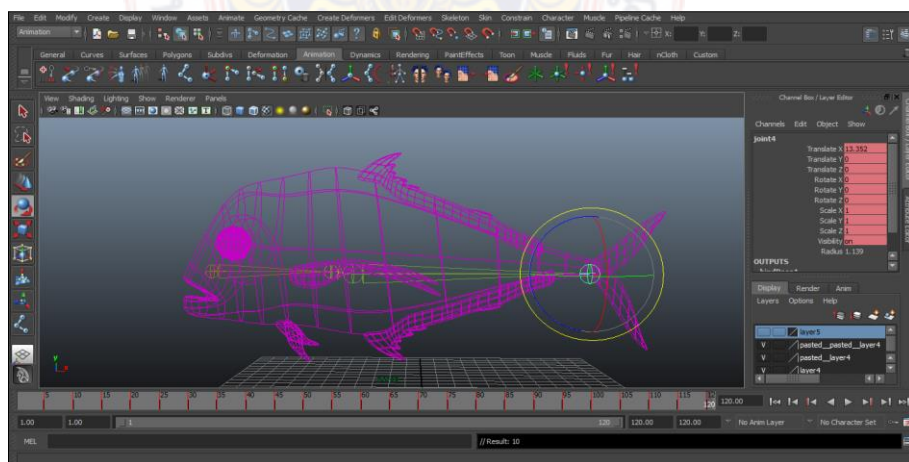 File Edit Modify Create Display Window Assets Animate Geometry Cache Create Deformers Edit Deformers Skeleton Skin Constrain Character Muscle Pipeline Cache Help
Animation X: Y: Z:
General Curves Surfaces Polygons Subdivs Deformation Animation Dynamics Rendering PaintEffects Toon Muscle Fluids Fur Hair nCloth Custom
View Shading Lighting Show Renderer Panels
Channel Box / Layer Editor
Channels Edit Object Show
joint4
Translate X 13.352
Translate Y 0
Translate Z 0
Rotate X 0
Rotate Y 0
Rotate Z 0
Scale X 1
Scale Y 1
Scale Z 1
Visibility on
Radius 1.139
OUTPUTS
Display Render Anim
Layers Options Help
layer5
V pasted__pasted__layer4
V pasted__layer4
V layer4
y
x
5 10 15 20 25 30 35 40 45 50 55 60 65 70 75 80 85 90 95 100 105 110 115 120 120.00
1.00 1.00 1 120 120.00 120.00 No Anim Layer No Character Set
MEL // Result: 10